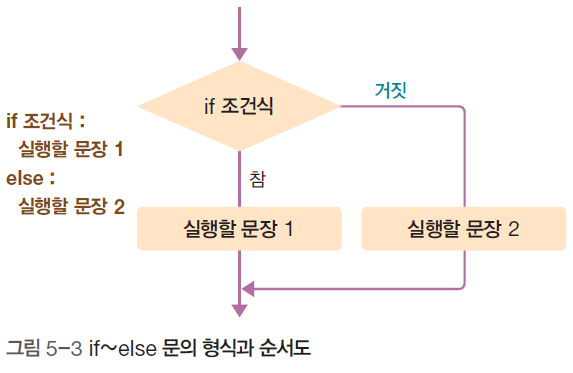 if 조건식 :
실행할 문장 1
else :
실행할 문장 2
if 조건식
거짓
참
실행할 문장 1
실행할 문장 2
그림 5-3 if~else 문의 형식과 순서도